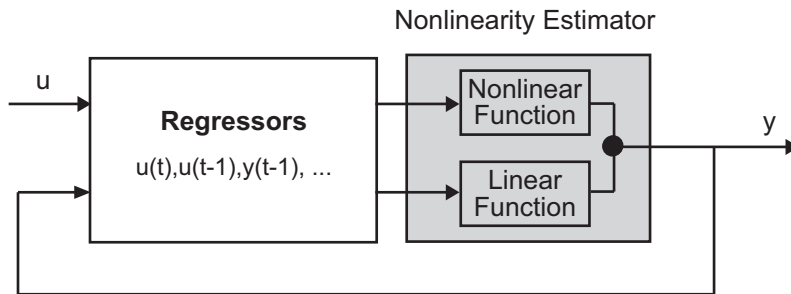 Nonlinearity Estimator
u
Regressors
u(t),u(t-1),y(t-1), ...
Nonlinear
Function
Linear
Function
y